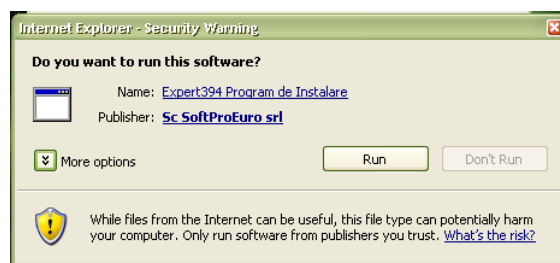 Internet Explorer - Security Warning
Do you want to run this software?
Name: Expert394 Program de Instalare
Publisher: Sc SoftProEuro srl
More options
Run
Don't Run
While files from the Internet can be useful, this file type can potentially harm
your computer. Only run software from publishers you trust. What's the risk?